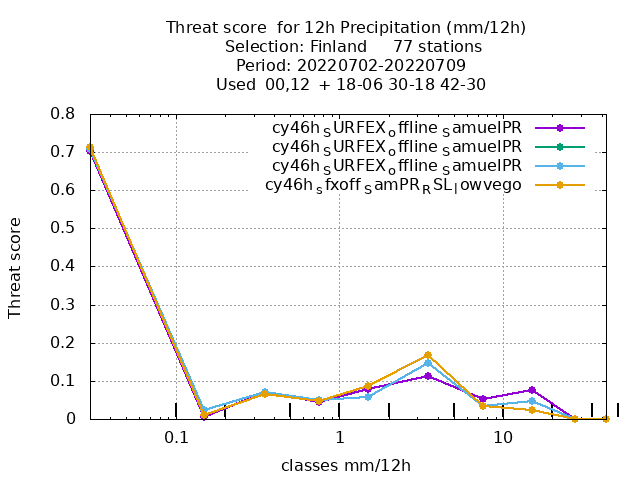 Threat score  for 12h Precipitation (mm/12h)
Selection: Finland     77 stations
Period: 20220702-20220709
Used  00,12  + 18-06 30-18 42-30
cy46h_SURFEX_offline_SamuelPR
cy46h_SURFEX_offline_SamuelPR
cy46h_SURFEX_offline_SamuelPR
cy46h_sfxoff_SamPR_RSL_lowvego
0.8
0.7
0.6
0.5
0.4
0.3
0.2
0.1
0
Threat score
0.1 1 10
classes mm/12h